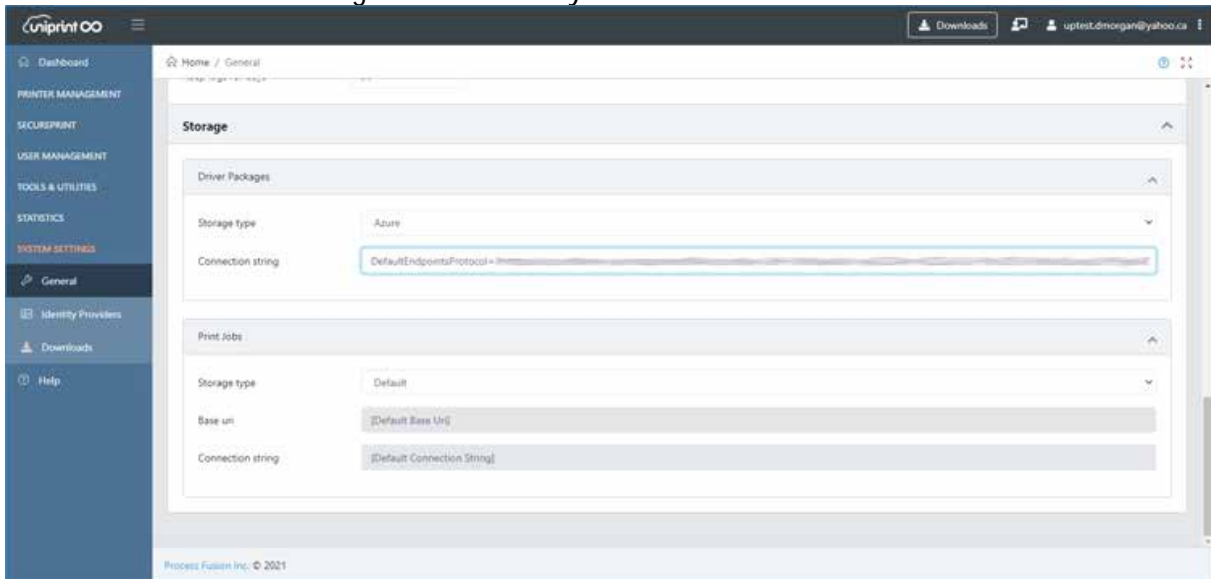 uniprint
Downloads
uptest.dmorgan@yahoo.ca
Dashboard
Home / General
PRINTER MANAGEMENT
SECUREPRINT
Storage
USER MANAGEMENT
TOOLS & UTILITIES
Driver Packages
STATISTICS
Storage type
Azure
SYSTEM SETTINGS
Connection string
DefaultEndpointsProtocol=
General
Identity Providers
Print Jobs
Downloads
Help
Storage type
Default
Base uri
[Default Base Uri]
Connection string
[Default Connection String]
Process Fusion Inc. © 2021